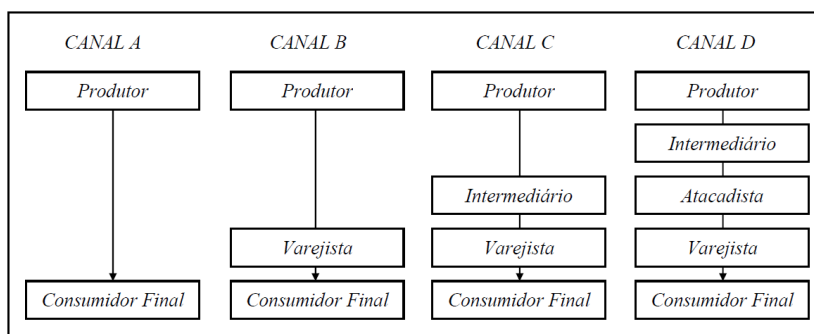 CANAL A
Produtor
Consumidor Final
CANAL B
Produtor
Varejista
Consumidor Final
CANAL C
Produtor
Intermediário
Varejista
Consumidor Final
CANAL D
Produtor
Intermediário
Atacadista
Varejista
Consumidor Final